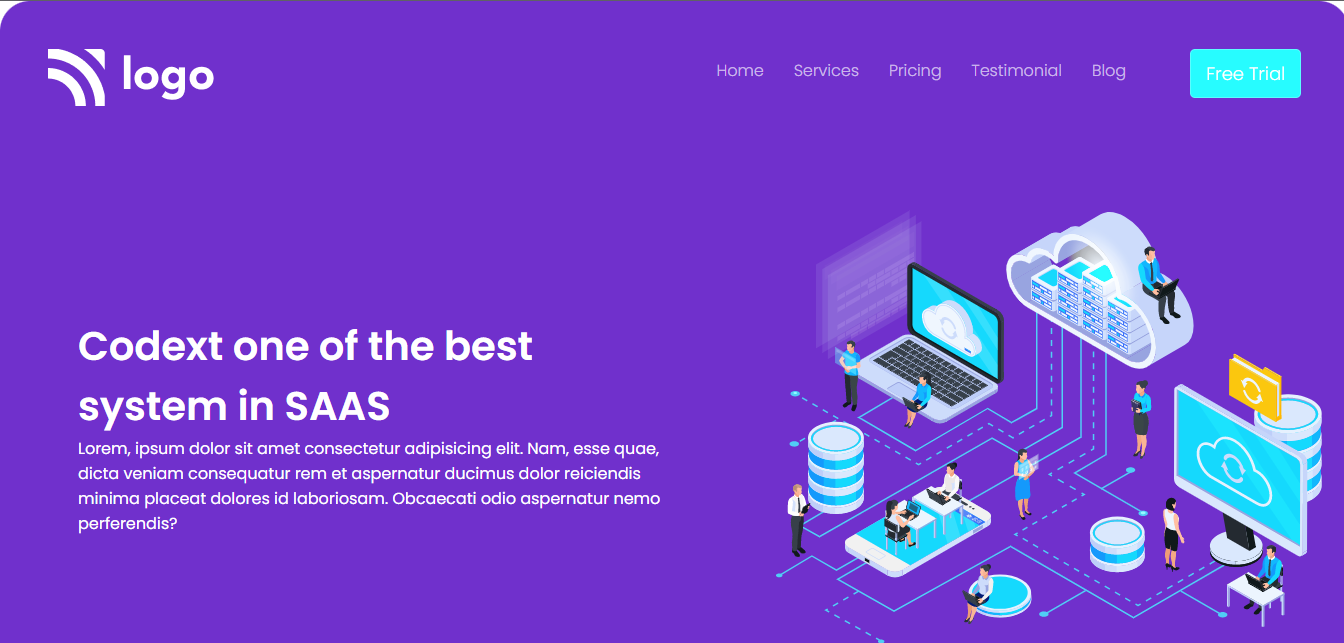 logo
Home Services Pricing Testimonial Blog Free Trial
Codext one of the best
system in SAAS
Lorem, ipsum dolor sit amet consectetur adipisicing elit. Nam, esse quae,
dicta veniam consequatur rem et aspernatur ducimus dolor reiciendis
minima placeat dolores id laboriosam. Obcaecati odio aspernatur nemo
perferendis?